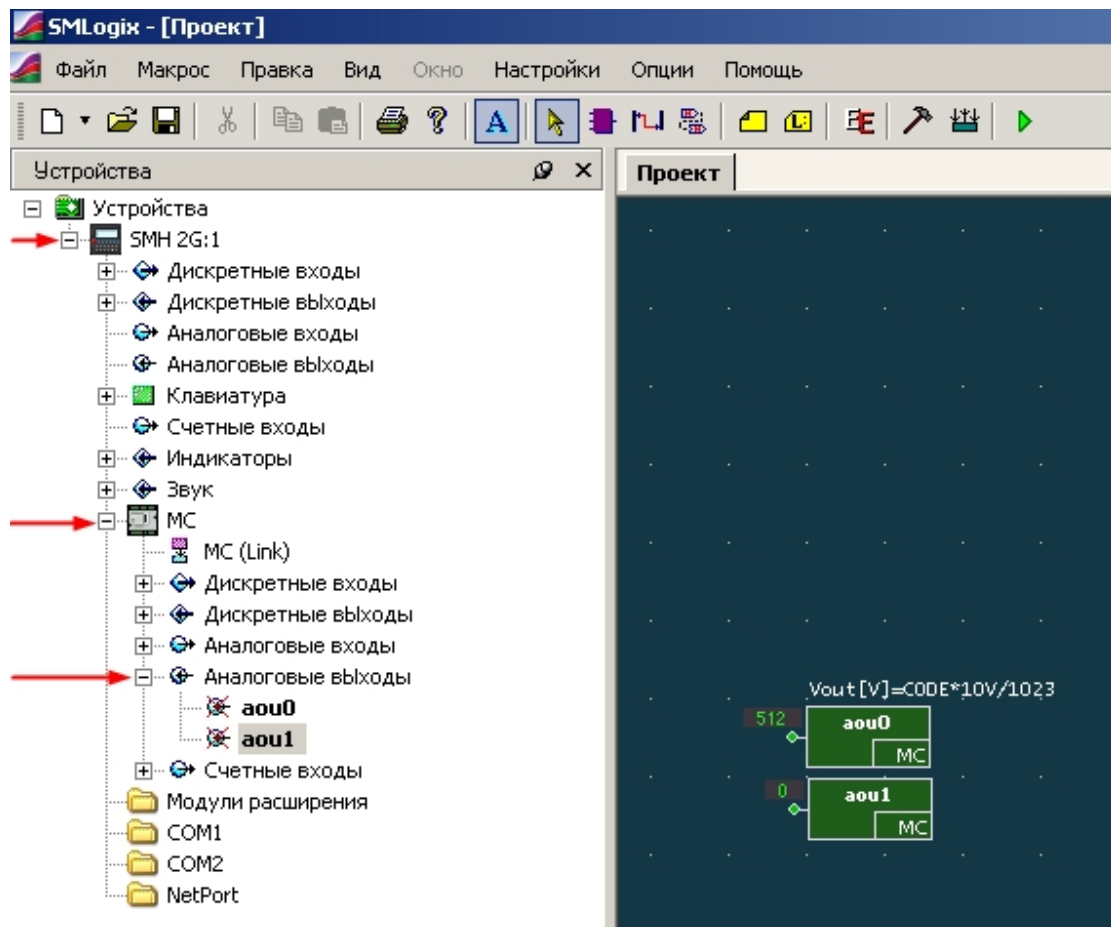 SMLogix - [Проект]
Файл Макрос Правка Вид Окно Настройки Опции Помощь
Устройства
Проект
Устройства
SMH 2G:1
Дискретные входы
Дискретные вЫходы
Аналоговые входы
Аналоговые вЫходы
Клавиатура
Счетные входы
Индикаторы
Звук
MC
MC (Link)
Дискретные входы
Дискретные вЫходы
Аналоговые входы
Аналоговые вЫходы
aou0
aou1
Счетные входы
Модули расширения
COM1
COM2
NetPort
Vout[V]=CODE*10V/1023
512 aou0
MC
0 aou1
MC